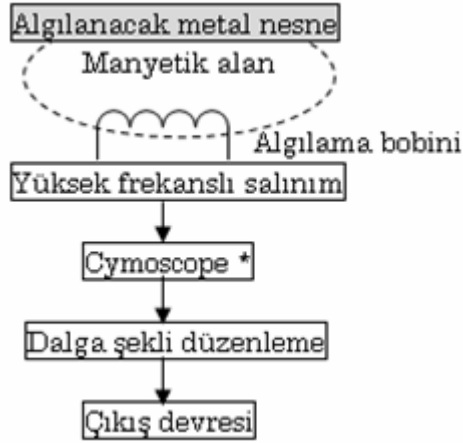 Algılanacak metal nesne
Manyetik alan
Algılama bobini
Yüksek frekanslı salınım
Cymoscope *
Dalga şekli düzenleme
Çıkış devresi